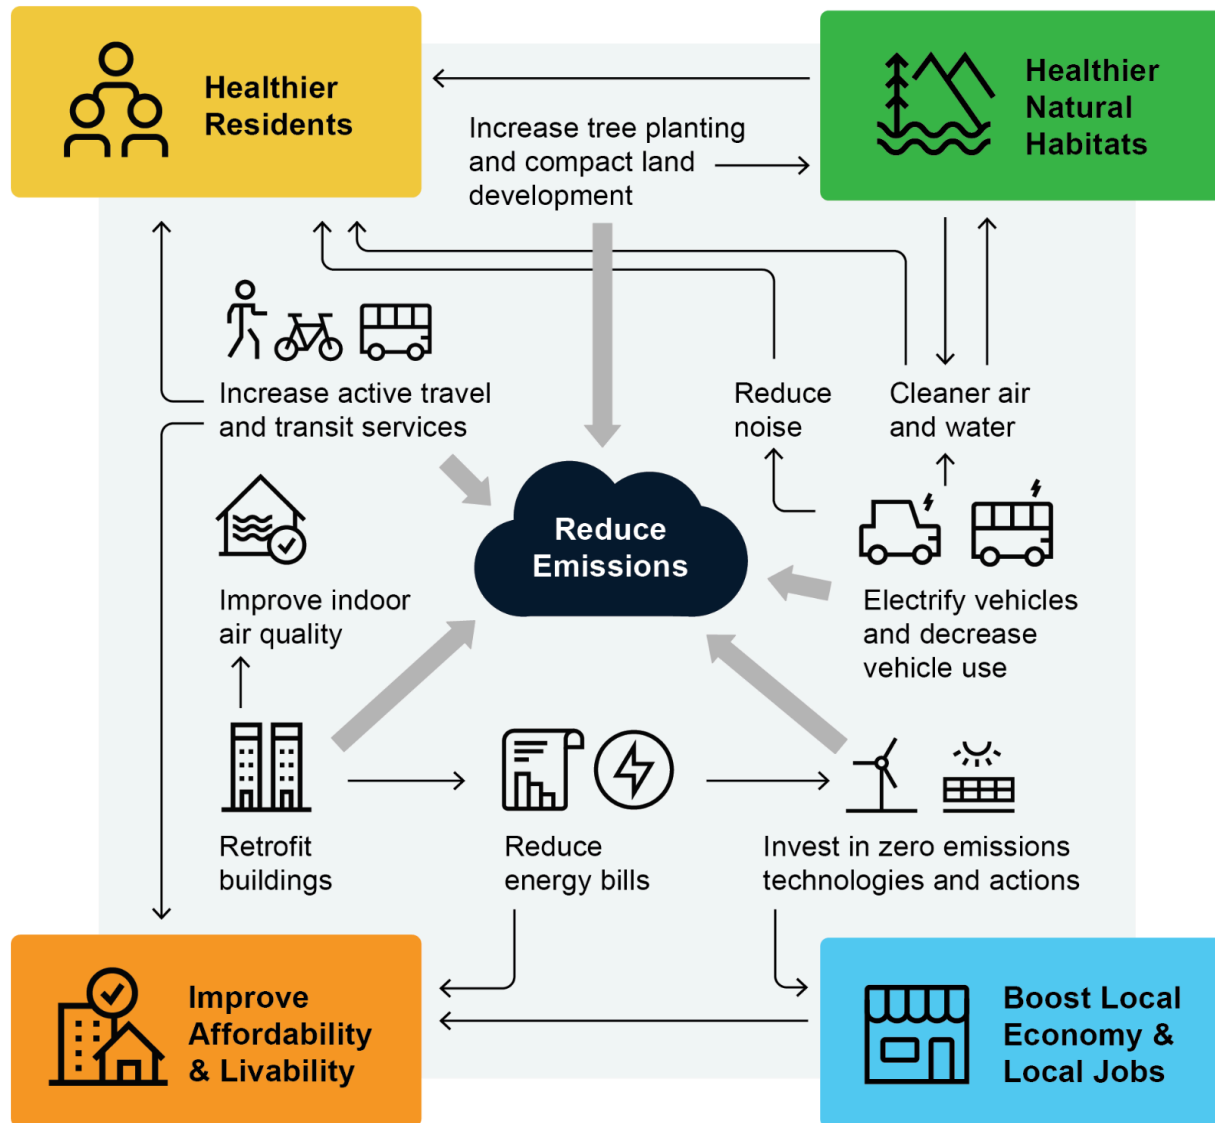 Healthier
Residents
Healthier
Natural
Habitats
Increase tree planting
and compact land
development
Increase active travel
and transit services
Reduce
noise
Cleaner air
and water
Reduce
Emissions
Improve indoor
air quality
Electrify vehicles
and decrease
vehicle use
Retrofit
buildings
Reduce
energy bills
Invest in zero emissions
technologies and actions
Improve
Affordability
& Livability
Boost Local
Economy &
Local Jobs